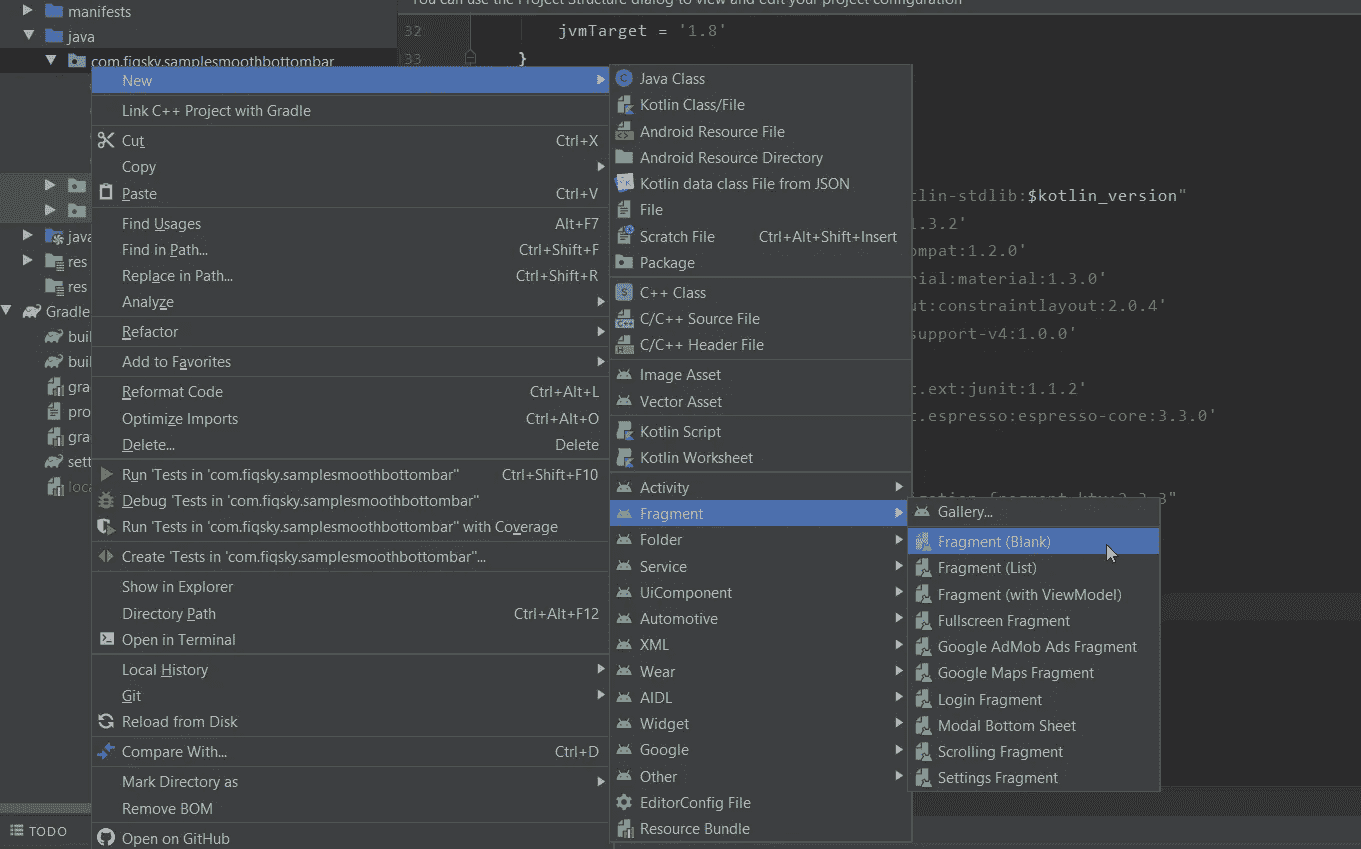 You can use the Project Structure dialog to view and edit your project configuration
manifests
java
com.fiqsky.samplesmoothbottombar
java
res
res
Gradle
buil
buil
gra
pro
gra
sett
loca
TODO
32
jvmTarget = '1.8'
33
}
tlin-stdlib:$kotlin_version"
1.3.2'
ompat:1.2.0'
rial:material:1.3.0'
ut:constraintlayout:2.0.4'
support-v4:1.0.0'
t.ext:junit:1.1.2'
t.espresso:espresso-core:3.3.0'
New
Link C++ Project with Gradle
Cut Ctrl+X
Copy
Paste Ctrl+V
Find Usages Alt+F7
Find in Path... Ctrl+Shift+F
Replace in Path... Ctrl+Shift+R
Analyze
Refactor
Add to Favorites
Reformat Code Ctrl+Alt+L
Optimize Imports Ctrl+Alt+O
Delete... Delete
Run 'Tests in 'com.fiqsky.samplesmoothbottombar'' Ctrl+Shift+F10
Debug 'Tests in 'com.fiqsky.samplesmoothbottombar''
Run 'Tests in 'com.fiqsky.samplesmoothbottombar'' with Coverage
Create 'Tests in 'com.fiqsky.samplesmoothbottombar''...
Show in Explorer
Directory Path Ctrl+Alt+F12
Open in Terminal
Local History
Git
Reload from Disk
Compare With... Ctrl+D
Mark Directory as
Remove BOM
Open on GitHub
Java Class
Kotlin Class/File
Android Resource File
Android Resource Directory
Kotlin data class File from JSON
File
Scratch File Ctrl+Alt+Shift+Insert
Package
C++ Class
C/C++ Source File
C/C++ Header File
Image Asset
Vector Asset
Kotlin Script
Kotlin Worksheet
Activity
Fragment
Folder
Service
UiComponent
Automotive
XML
Wear
AIDL
Widget
Google
Other
EditorConfig File
Resource Bundle
Gallery...
Fragment (Blank)
Fragment (List)
Fragment (with ViewModel)
Fullscreen Fragment
Google AdMob Ads Fragment
Google Maps Fragment
Login Fragment
Modal Bottom Sheet
Scrolling Fragment
Settings Fragment